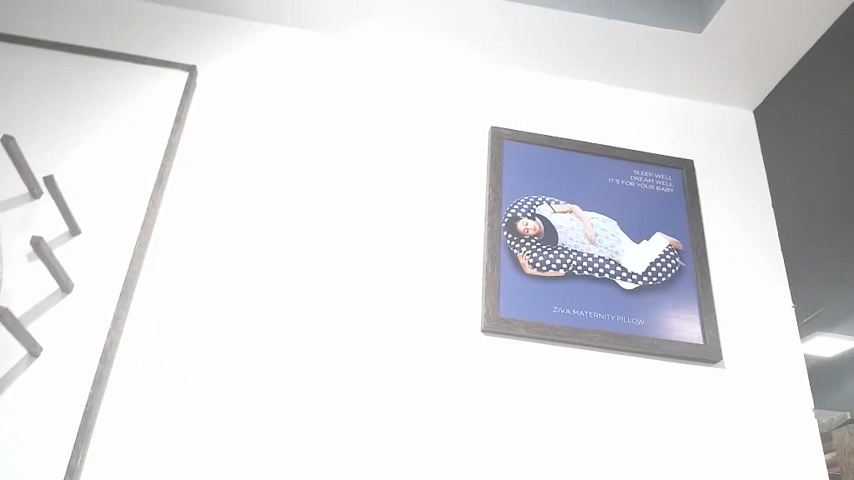 SLEEP WELL
DREAM WELL
IT'S FOR YOUR BABY
ZIVA MATERNITY PILLOW